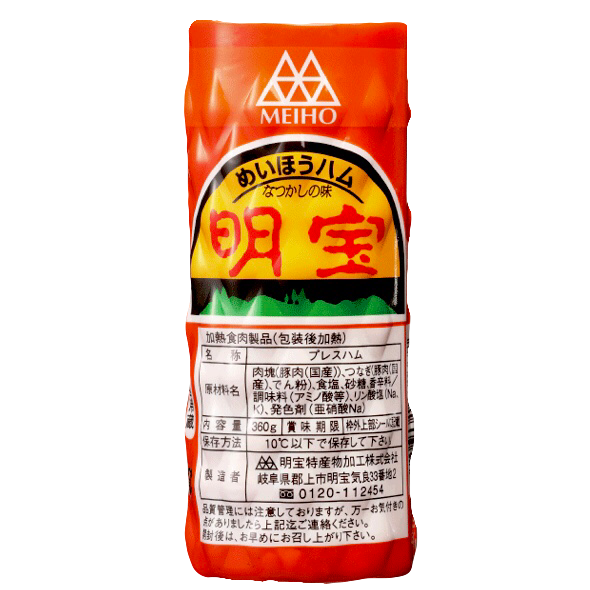 MEIHO
めいほうハム
なつかしの味
明宝
加熱食肉製品(包装後加熱)
名 称 プレスハム
原材料名 肉塊(豚肉(国産))、つなぎ(豚肉(国
産)、でん粉)、食塩、砂糖、香辛料／
調味料(アミノ酸等)、リン酸塩(Na、
K)、発色剤(亜硝酸Na)
内容量 360g 賞味期限 枠外上部シールに記載
保存方法 10℃以下で保存して下さい
製造者 明宝特産物加工株式会社
岐阜県郡上市明宝気良33番地2
0120-112454
品質管理には注意しておりますが、万一お気付きの
点がありましたら上記迄ご連絡ください。
開封後は、お早めにお召し上がり下さい。